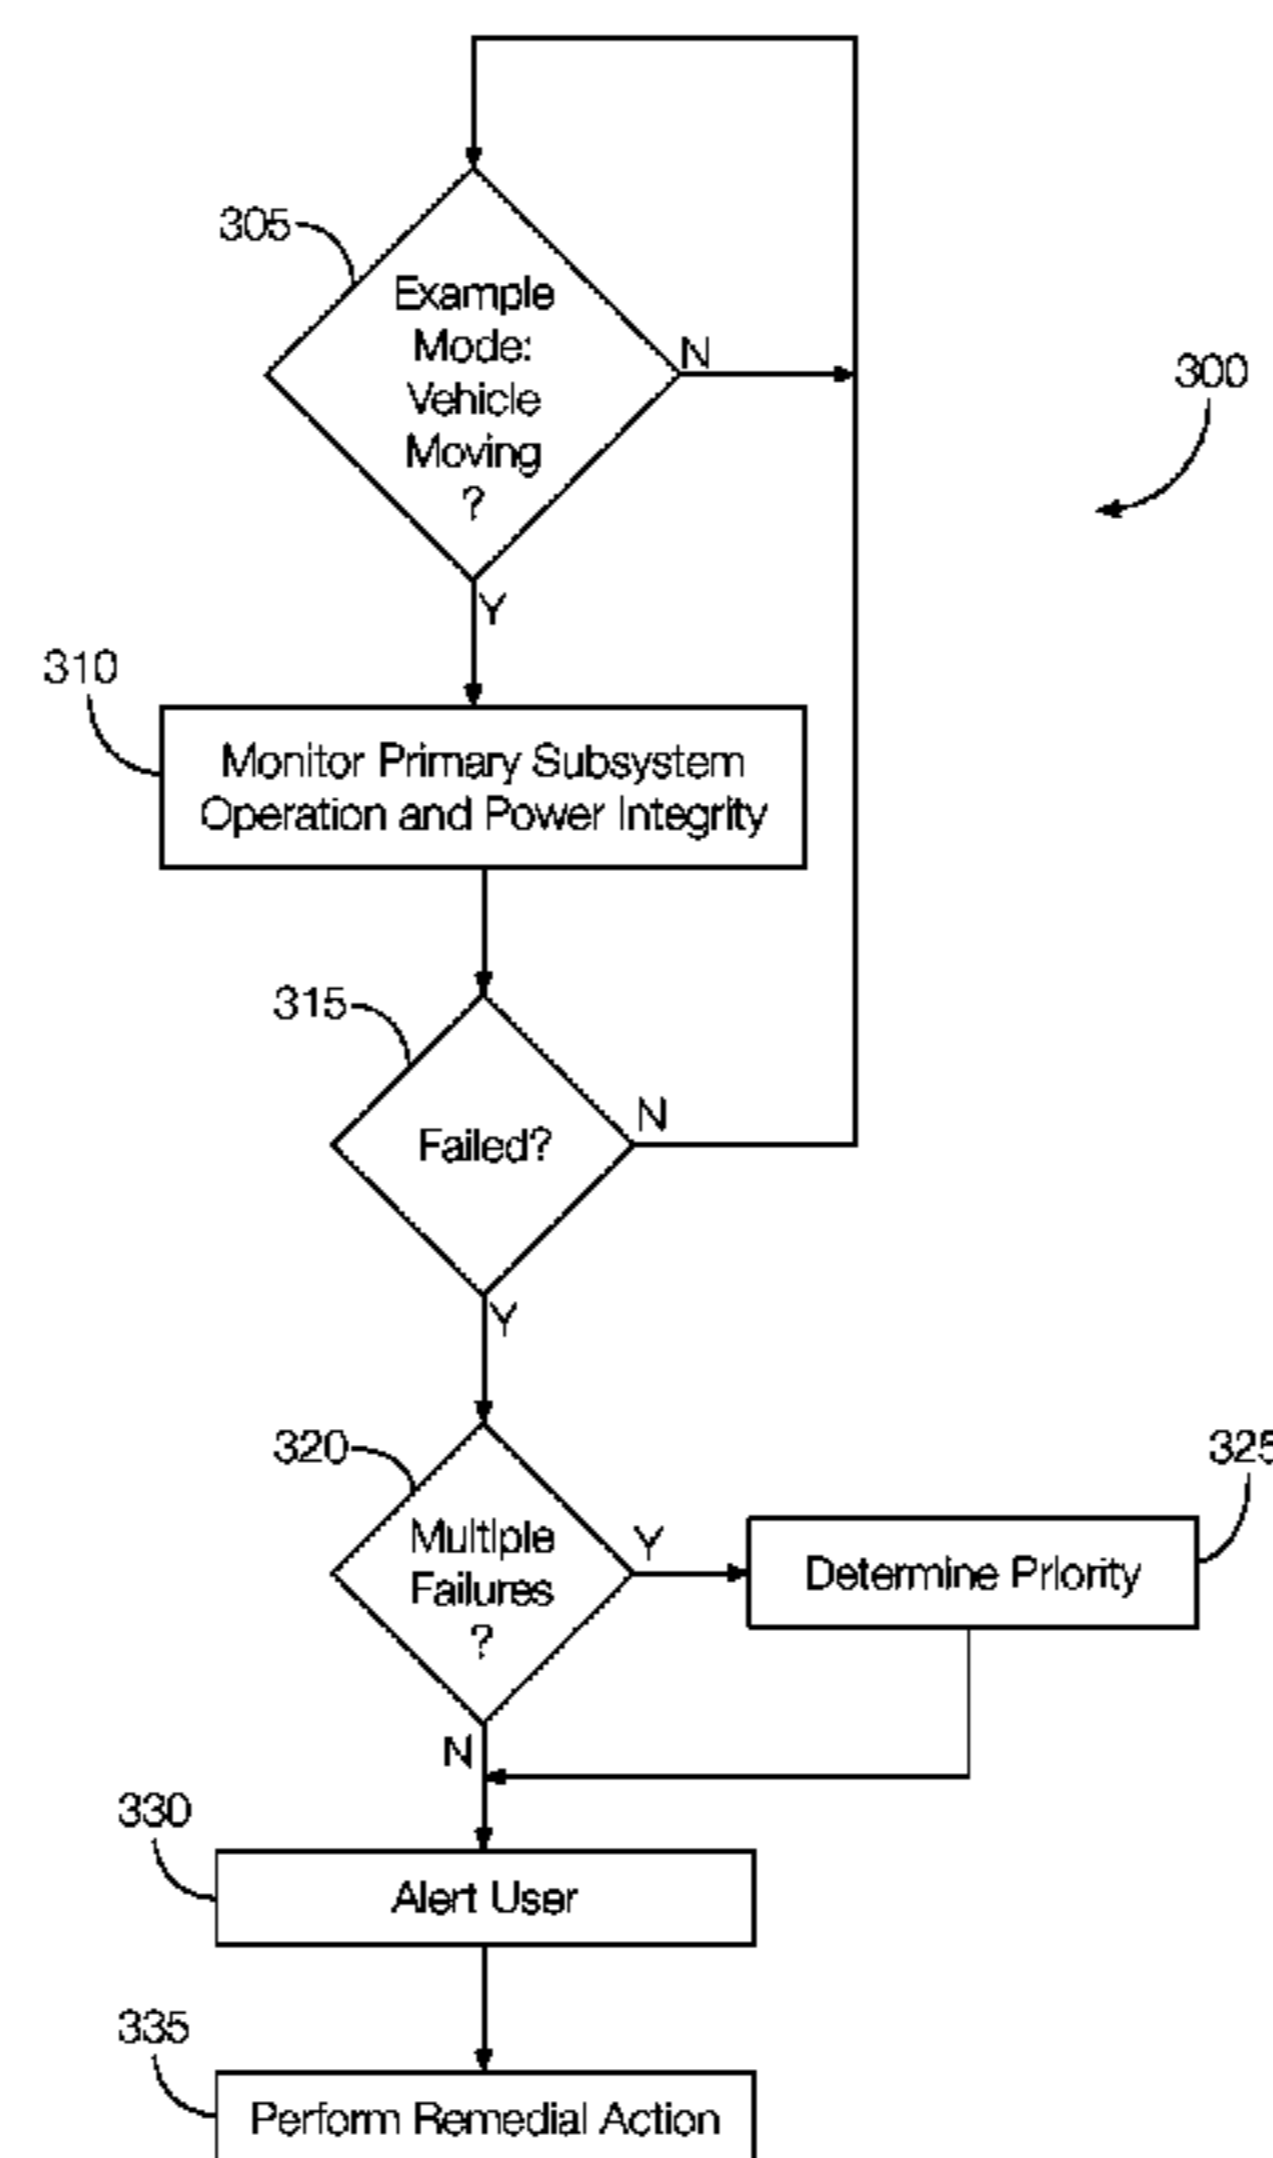 305
Example
Mode:
Vehicle
Moving
?
N
300
Y
310
Monitor Primary Subsystem
Operation and Power Integrity
315
Failed?
N
Y
320
Multiple
Failures
?
Y
325
Determine Priority
N
330
Alert User
335
Perform Remedial Action